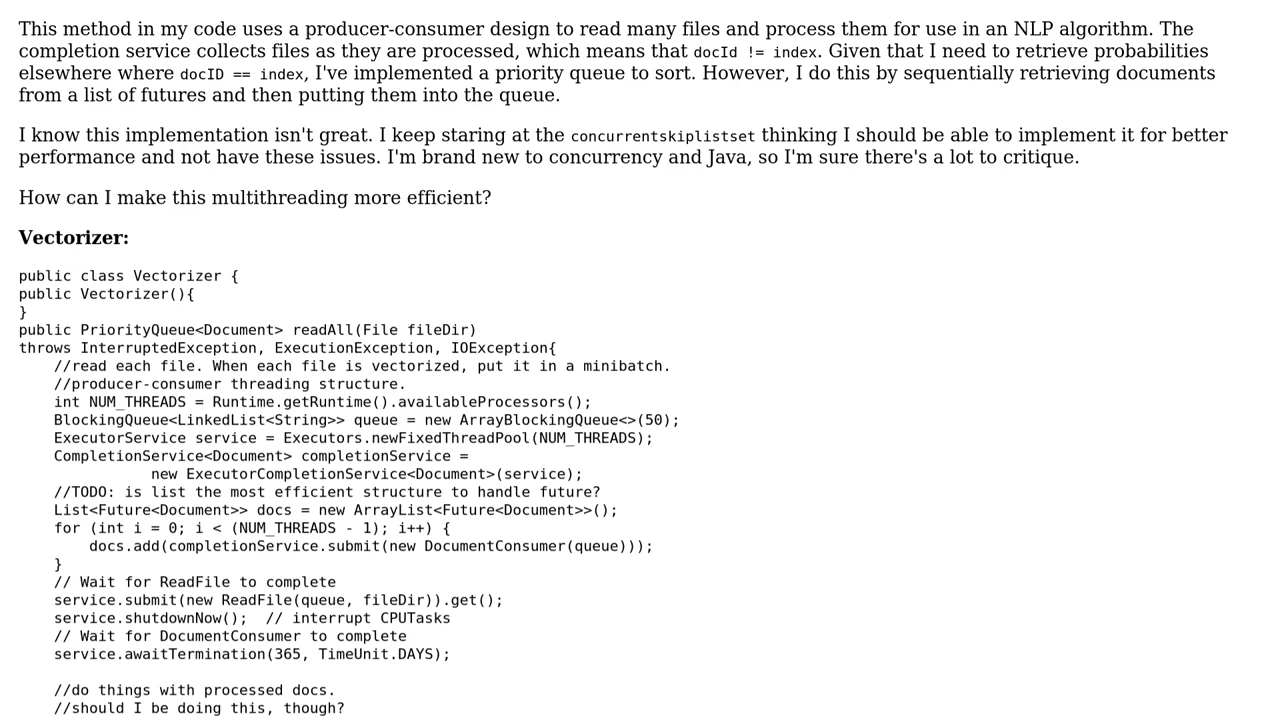 This method in my code uses a producer-consumer design to read many files and process them for use in an NLP algorithm. The
completion service collects files as they are processed, which means that docId != index. Given that I need to retrieve probabilities
elsewhere where docID == index, I've implemented a priority queue to sort. However, I do this by sequentially retrieving documents
from a list of futures and then putting them into the queue.
I know this implementation isn't great. I keep staring at the concurrentskiplistset thinking I should be able to implement it for better
performance and not have these issues. I'm brand new to concurrency and Java, so I'm sure there's a lot to critique.
How can I make this multithreading more efficient?
Vectorizer:
public class Vectorizer {
public Vectorizer(){
}
public PriorityQueue<Document> readAll(File fileDir)
throws InterruptedException, ExecutionException, IOException{
    //read each file. When each file is vectorized, put it in a minibatch.
    //producer-consumer threading structure.
    int NUM_THREADS = Runtime.getRuntime().availableProcessors();
    BlockingQueue<LinkedList<String>> queue = new ArrayBlockingQueue<>(50);
    ExecutorService service = Executors.newFixedThreadPool(NUM_THREADS);
    CompletionService<Document> completionService =
               new ExecutorCompletionService<Document>(service);
    //TODO: is list the most efficient structure to handle future?
    List<Future<Document>> docs = new ArrayList<Future<Document>>();
    for (int i = 0; i < (NUM_THREADS - 1); i++) {
        docs.add(completionService.submit(new DocumentConsumer(queue)));
    }
    // Wait for ReadFile to complete
    service.submit(new ReadFile(queue, fileDir)).get();
    service.shutdownNow();  // interrupt CPUTasks
    // Wait for DocumentConsumer to complete
    service.awaitTermination(365, TimeUnit.DAYS);
    //do things with processed docs.
    //should I be doing this, though?